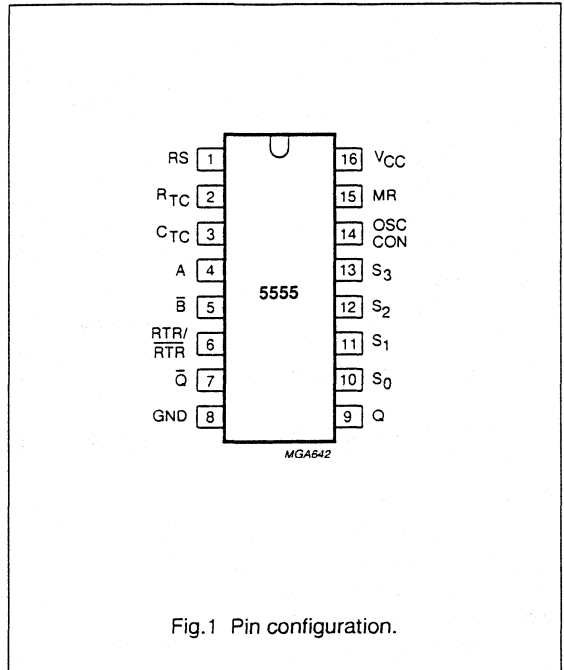 RS 1 16 VCC
RTC 2 15 MR
CTC 3 14 OSC CON
A 4 13 S3
B̅ 5 12 S2
RTR/R̅T̅R̅ 6 11 S1
Q̅ 7 10 S0
GND 8 9 Q
5555
MGA642
Fig.1 Pin configuration.